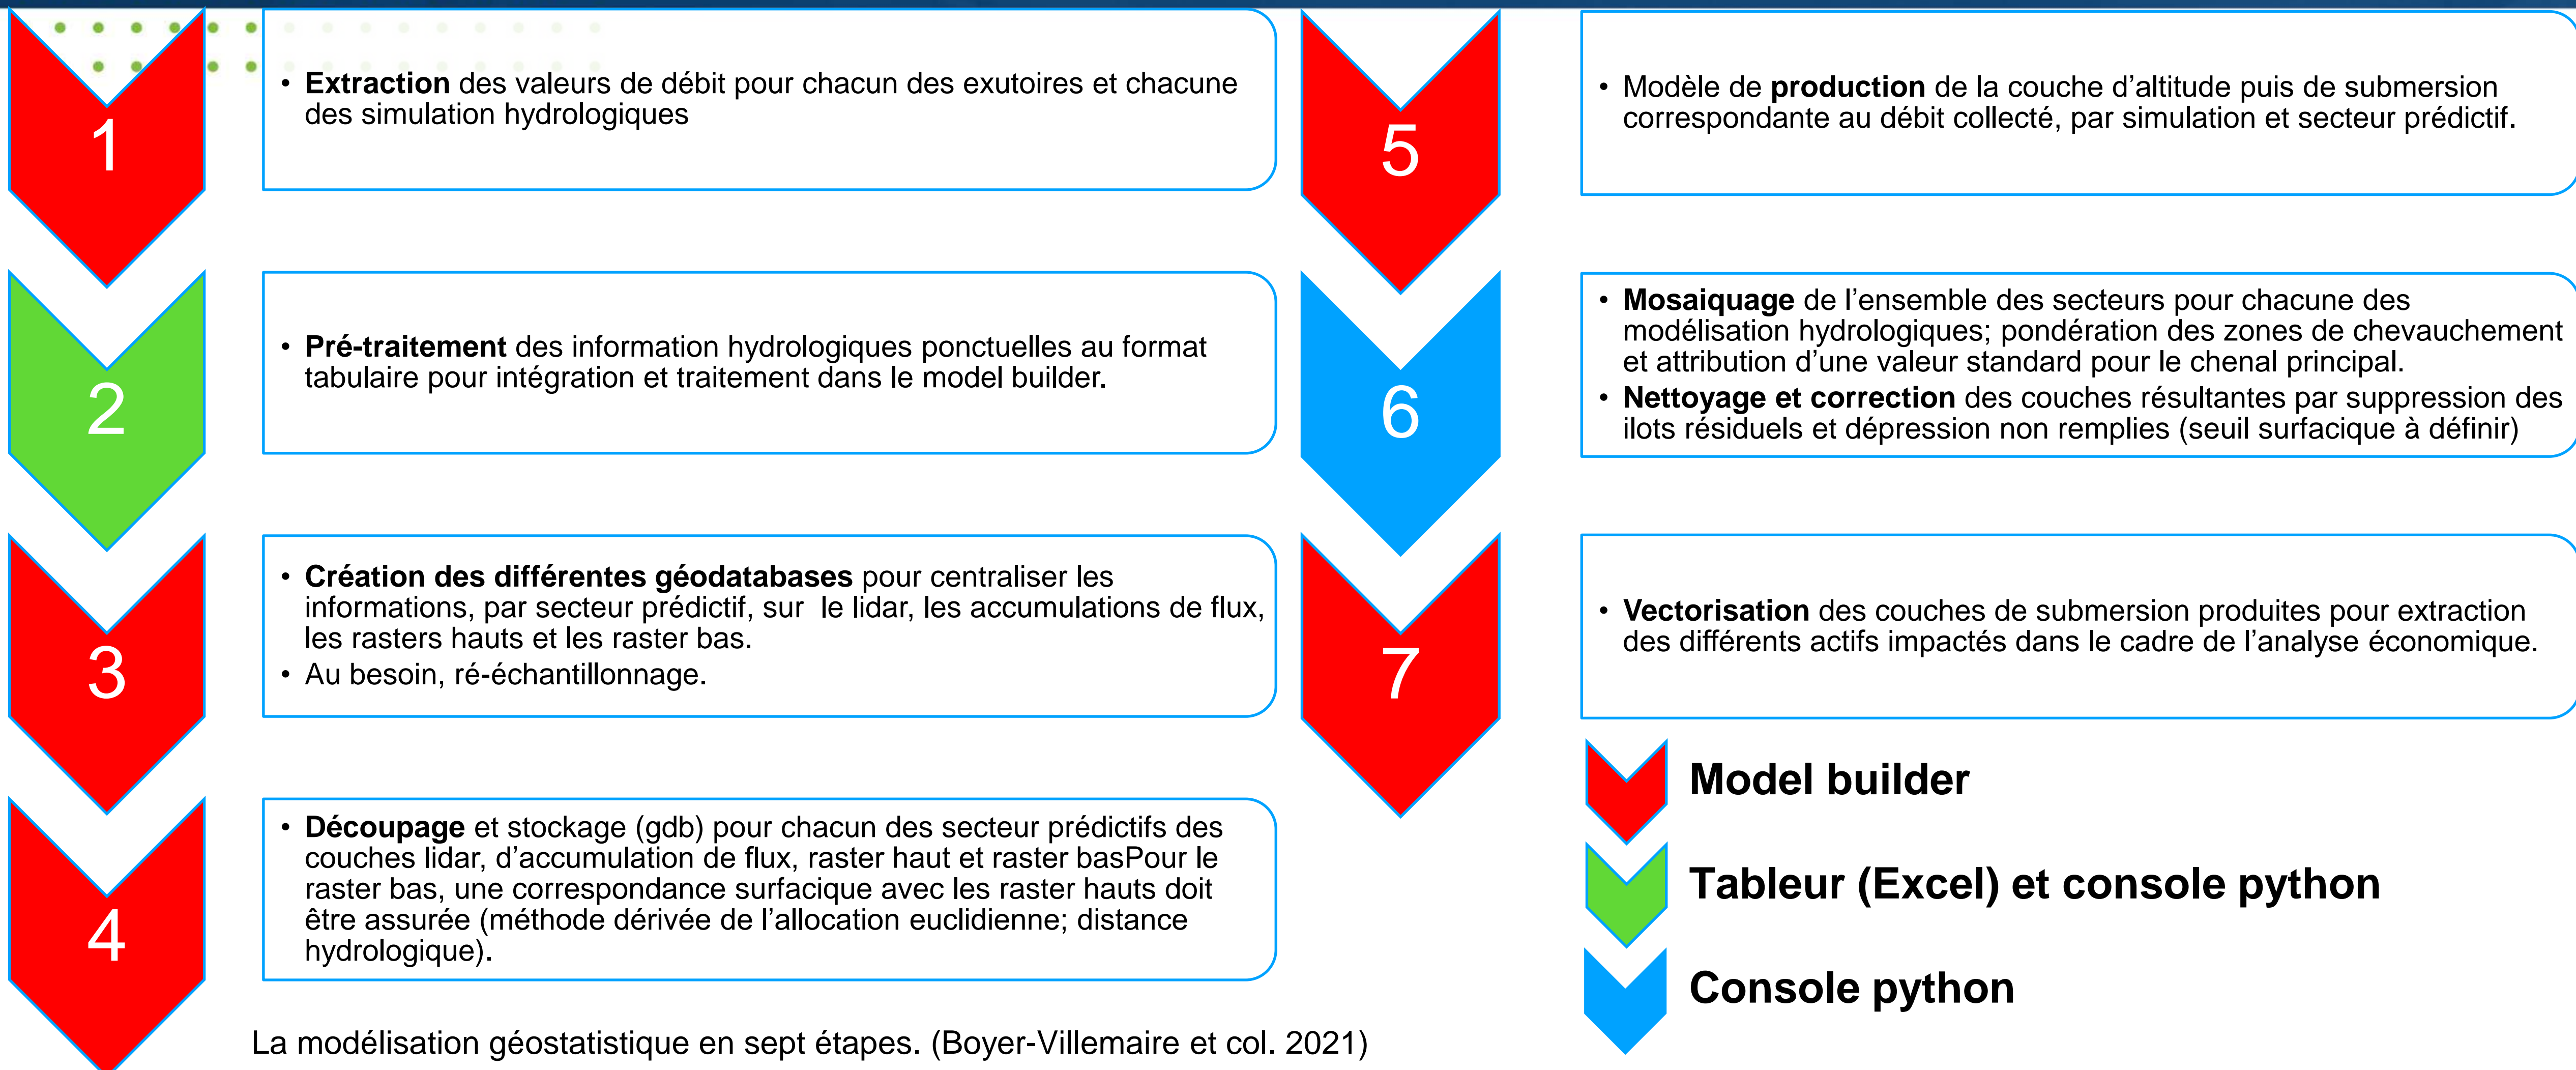 1
• Extraction des valeurs de débit pour chacun des exutoires et chacune
des simulation hydrologiques
2
• Pré-traitement des information hydrologiques ponctuelles au format
tabulaire pour intégration et traitement dans le model builder.
3
• Création des différentes géodatabases pour centraliser les
informations, par secteur prédictif, sur le lidar, les accumulations de flux,
les rasters hauts et les raster bas.
• Au besoin, ré-échantillonnage.
4
• Découpage et stockage (gdb) pour chacun des secteur prédictifs des
couches lidar, d’accumulation de flux, raster haut et raster basPour le
raster bas, une correspondance surfacique avec les raster hauts doit
être assurée (méthode dérivée de l’allocation euclidienne; distance
hydrologique).
5
• Modèle de production de la couche d’altitude puis de submersion
correspondante au débit collecté, par simulation et secteur prédictif.
6
• Mosaiquage de l’ensemble des secteurs pour chacune des
modélisation hydrologiques; pondération des zones de chevauchement
et attribution d’une valeur standard pour le chenal principal.
• Nettoyage et correction des couches résultantes par suppression des
ilots résiduels et dépression non remplies (seuil surfacique à définir)
7
• Vectorisation des couches de submersion produites pour extraction
des différents actifs impactés dans le cadre de l’analyse économique.
Model builder
Tableur (Excel) et console python
Console python
La modélisation géostatistique en sept étapes. (Boyer-Villemaire et col. 2021)